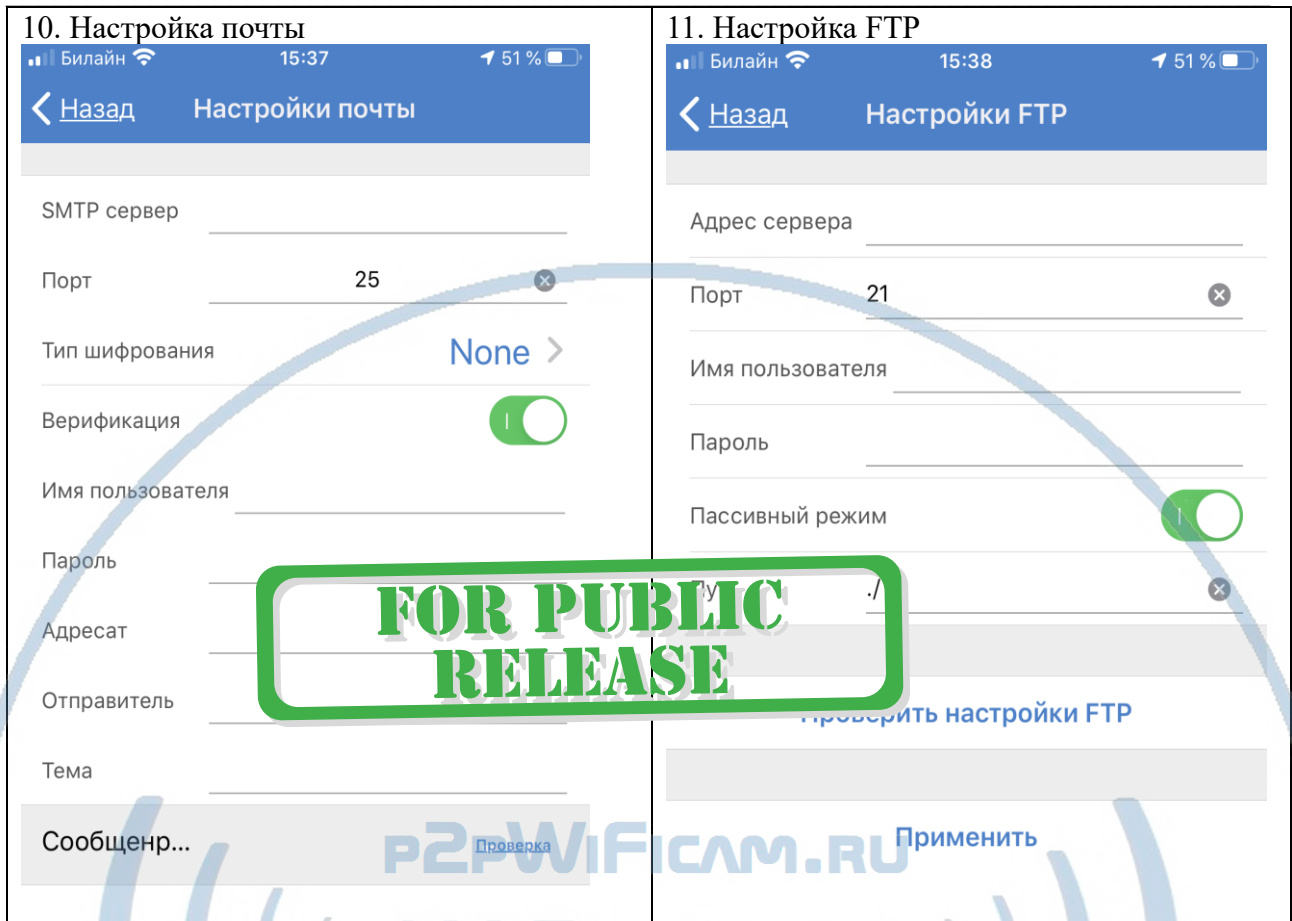 10. Настройка почты
Билайн 15:37 51 %
Назад Настройки почты
SMTP сервер
Порт 25
Тип шифрования None
Верификация
Имя пользователя
Пароль
Адресат
Отправитель
Тема
Сообщенр... Проверка
11. Настройка FTP
Билайн 15:38 51 %
Назад Настройки FTP
Адрес сервера
Порт 21
Имя пользователя
Пароль
Пассивный режим
./
Проверить настройки FTP
Применить
FOR PUBLIC
RELEASE
P2PWIFICAM.RU